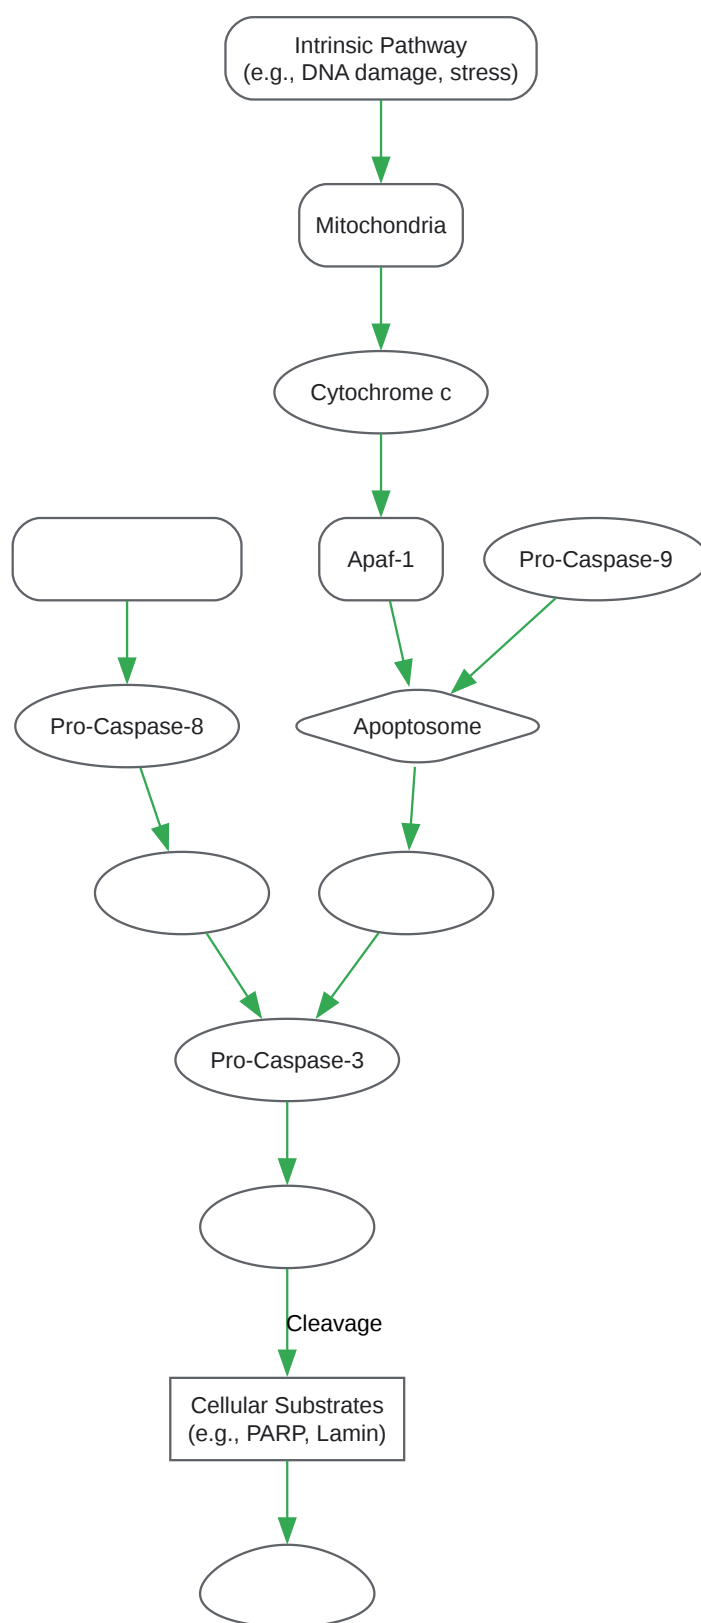 Intrinsic Pathway
(e.g., DNA damage, stress)
Mitochondria
Cytochrome c
Apaf-1
Pro-Caspase-9
Pro-Caspase-8
Apoptosome
Pro-Caspase-3
Cleavage
Cellular Substrates
(e.g., PARP, Lamin)